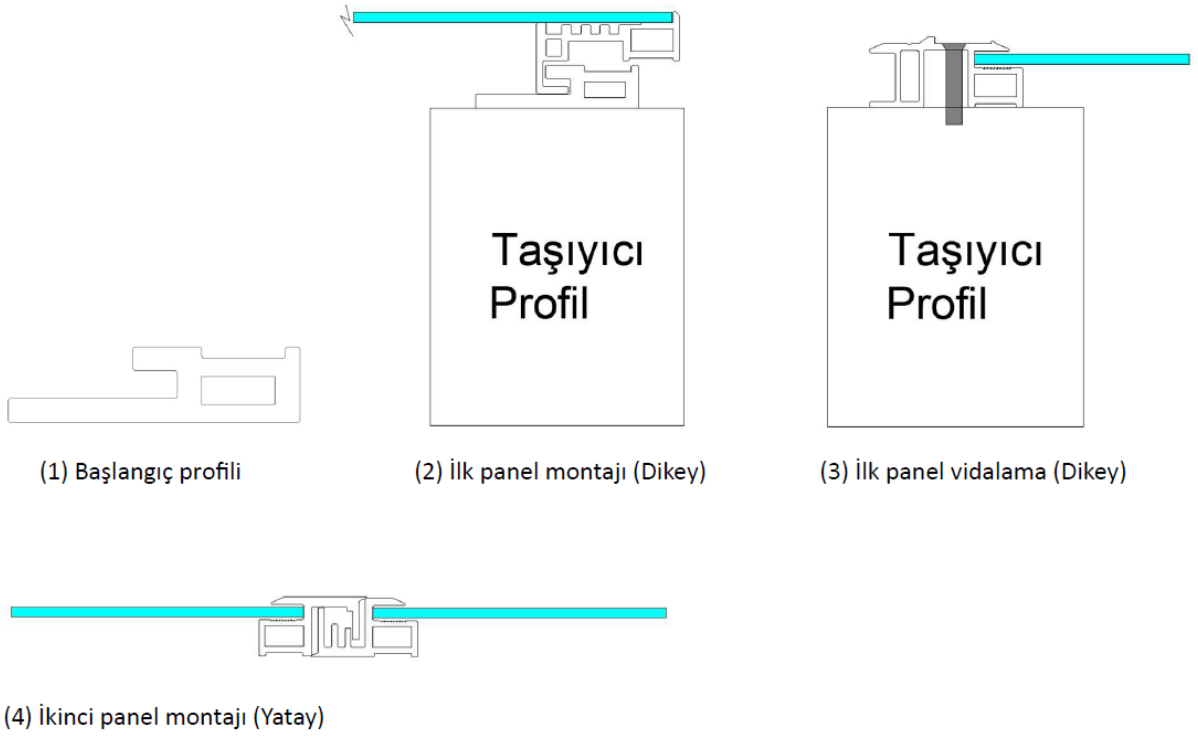 Taşıyıcı
Profil
Taşıyıcı
Profil
(1) Başlangıç profili
(2) İlk panel montajı (Dikey)
(3) İlk panel vidalama (Dikey)
(4) İkinci panel montajı (Yatay)